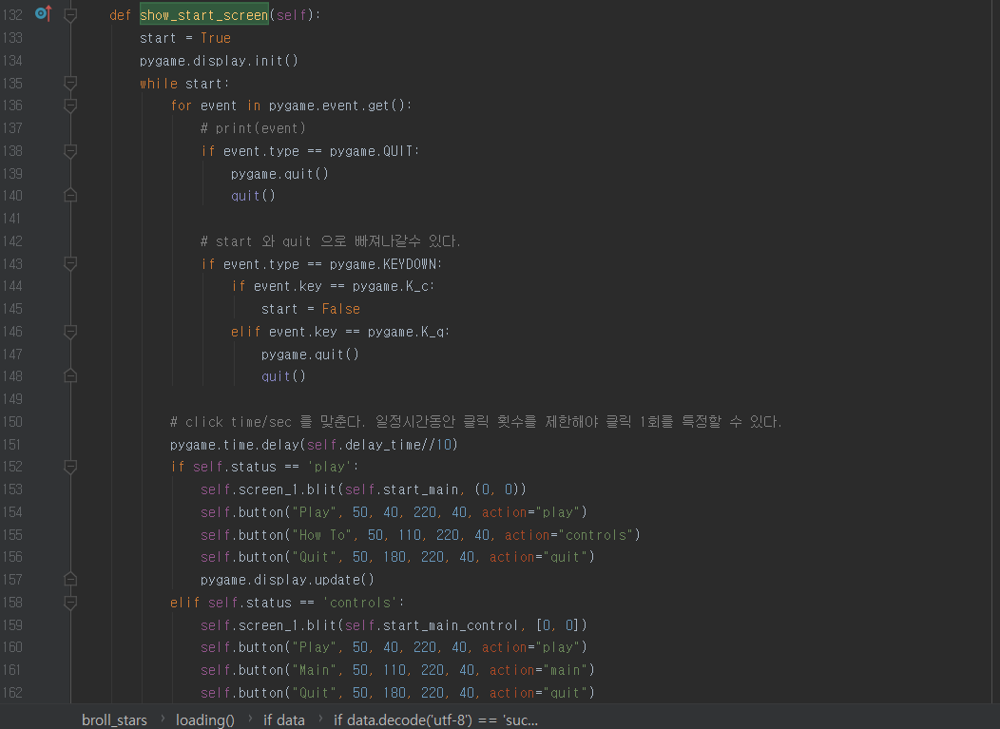 132 def show_start_screen(self):
133 start = True
134 pygame.display.init()
135 while start:
136 for event in pygame.event.get():
137 # print(event)
138 if event.type == pygame.QUIT:
139 pygame.quit()
140 quit()
141
142 # start 와 quit 으로 빠져나갈수 있다.
143 if event.type == pygame.KEYDOWN:
144 if event.key == pygame.K_c:
145 start = False
146 elif event.key == pygame.K_q:
147 pygame.quit()
148 quit()
149
150 # click time/sec 를 맞춘다. 일정시간동안 클릭 횟수를 제한해야 클릭 1회를 특정할 수 있다.
151 pygame.time.delay(self.delay_time//10)
152 if self.status == 'play':
153 self.screen_1.blit(self.start_main, (0, 0))
154 self.button("Play", 50, 40, 220, 40, action="play")
155 self.button("How To", 50, 110, 220, 40, action="controls")
156 self.button("Quit", 50, 180, 220, 40, action="quit")
157 pygame.display.update()
158 elif self.status == 'controls':
159 self.screen_1.blit(self.start_main_control, [0, 0])
160 self.button("Play", 50, 40, 220, 40, action="play")
161 self.button("Main", 50, 110, 220, 40, action="main")
162 self.button("Quit", 50, 180, 220, 40, action="quit")
broll_stars › loading() › if data › if data.decode('utf-8') == 'suc...